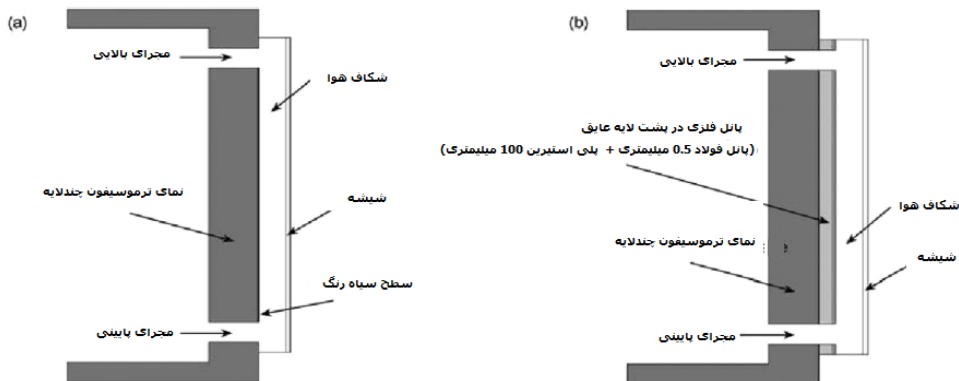 (a)
مجرای بالایی
شکاف هوا
نمای ترموسیفون چندلایه
شیشه
سطح سیاه رنگ
مجرای پایینی
(b)
مجرای بالایی
پانل فلزی در پشت لایه عایق
(پانل فولاد 0.5 میلیمتری + پلی استیرین 100 میلیمتری)
شکاف هوا
نمای ترموسیفون چندلایه
شیشه
مجرای پایینی